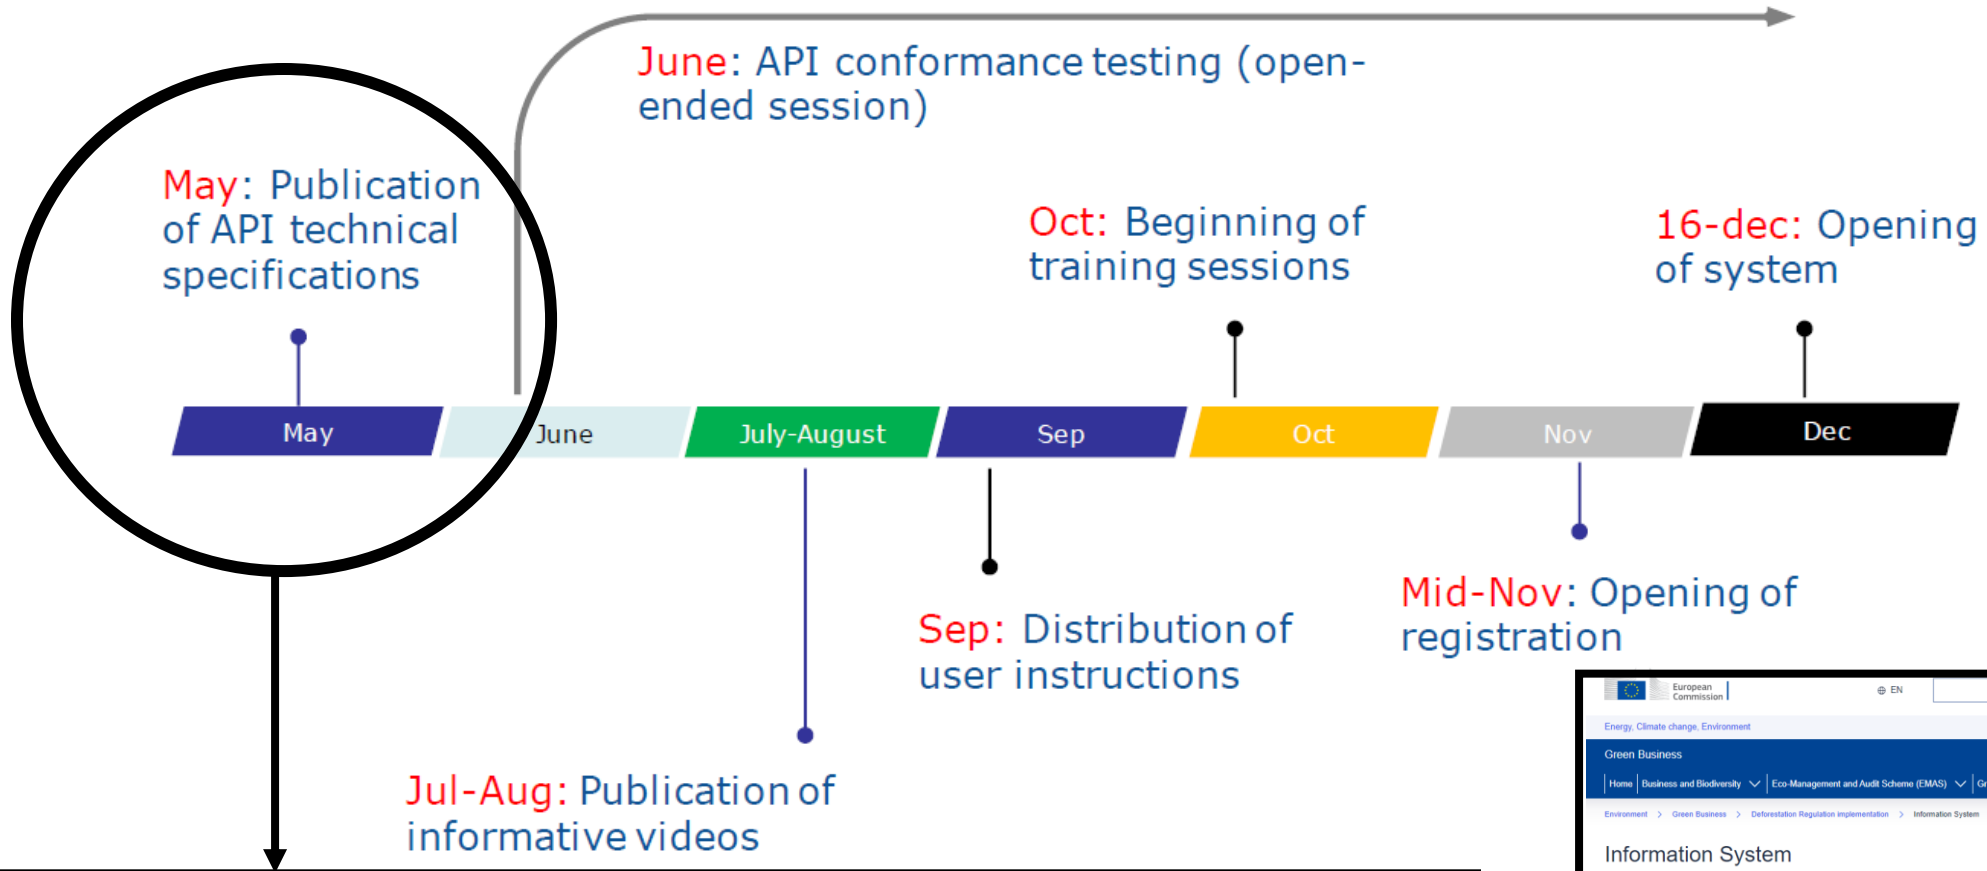 June: API conformance testing (open-
ended session)
May: Publication
of API technical
specifications
Oct: Beginning of
training sessions
16-dec: Opening
of system
May
June
July-August
Sep
Oct
Nov
Dec
Mid-Nov: Opening of
registration
Sep: Distribution of
user instructions
Jul-Aug: Publication of
informative videos
European
Commission
EN
Energy, Climate change, Environment
Green Business
Home
Business and Biodiversity
Eco-Management and Audit Scheme (EMAS)
Environment > Green Business > Deforestation Regulation implementation > Information System
Information System